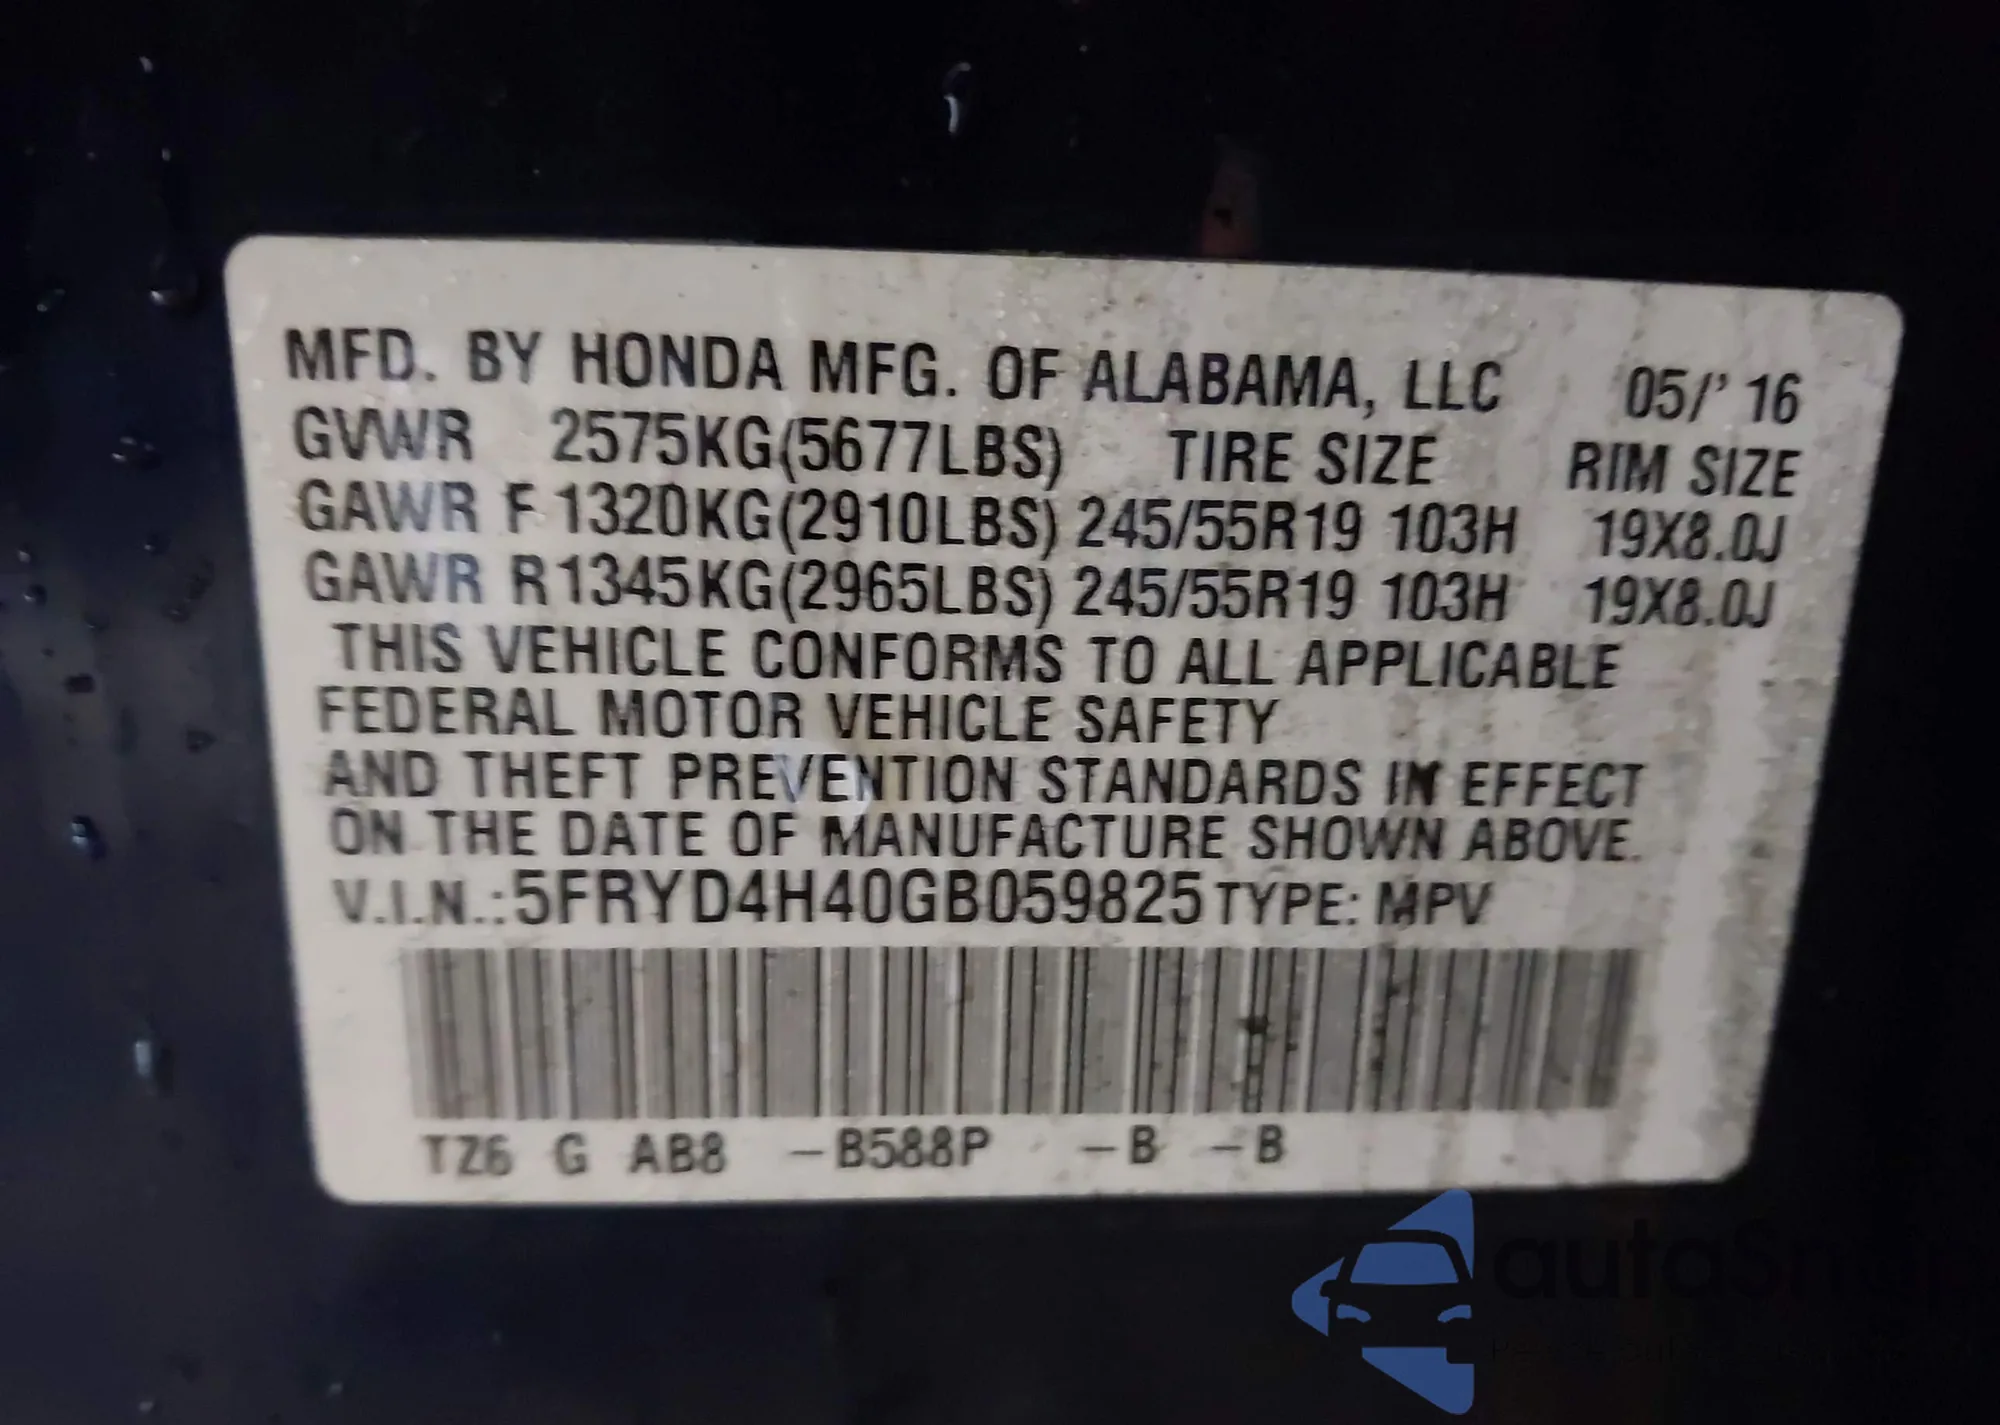 MFD. BY HONDA MFG. OF ALABAMA, LLC 05/'16
GVWR 2575KG(5677LBS) TIRE SIZE RIM SIZE
GAWR F 1320KG(2910LBS) 245/55R19 103H 19X8.0J
GAWR R 1345KG(2965LBS) 245/55R19 103H 19X8.0J
THIS VEHICLE CONFORMS TO ALL APPLICABLE
FEDERAL MOTOR VEHICLE SAFETY
AND THEFT PREVENTION STANDARDS IN EFFECT
ON THE DATE OF MANUFACTURE SHOWN ABOVE.
V.I.N.:5FRYD4H40GB059825 TYPE: MPV
TZ6 G AB8 -B588P -B -B